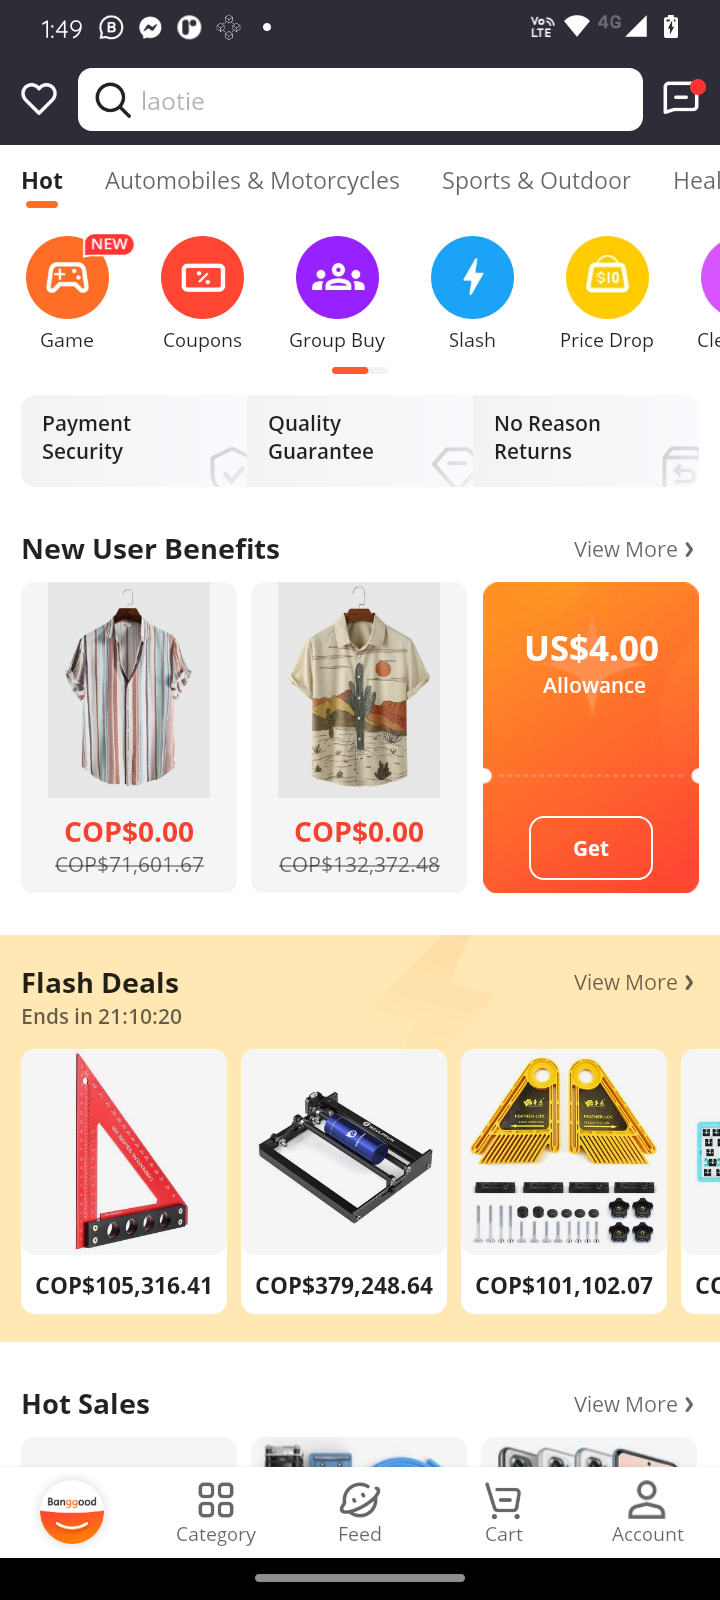 1:49
Vo
LTE
4G
laotie
Hot
Automobiles & Motorcycles
Sports & Outdoor
Heal
NEW
$10
Game
Coupons
Group Buy
Slash
Price Drop
Cle
Payment
Security
Quality
Guarantee
No Reason
Returns
New User Benefits
View More
COP$0.00
COP$71,601.67
COP$0.00
COP$132,372.48
US$4.00
Allowance
Get
Flash Deals
View More
Ends in 21:10:20
COP$105,316.41
COP$379,248.64
COP$101,102.07
CO
Hot Sales
View More
Banggood
Category
Feed
Cart
Account